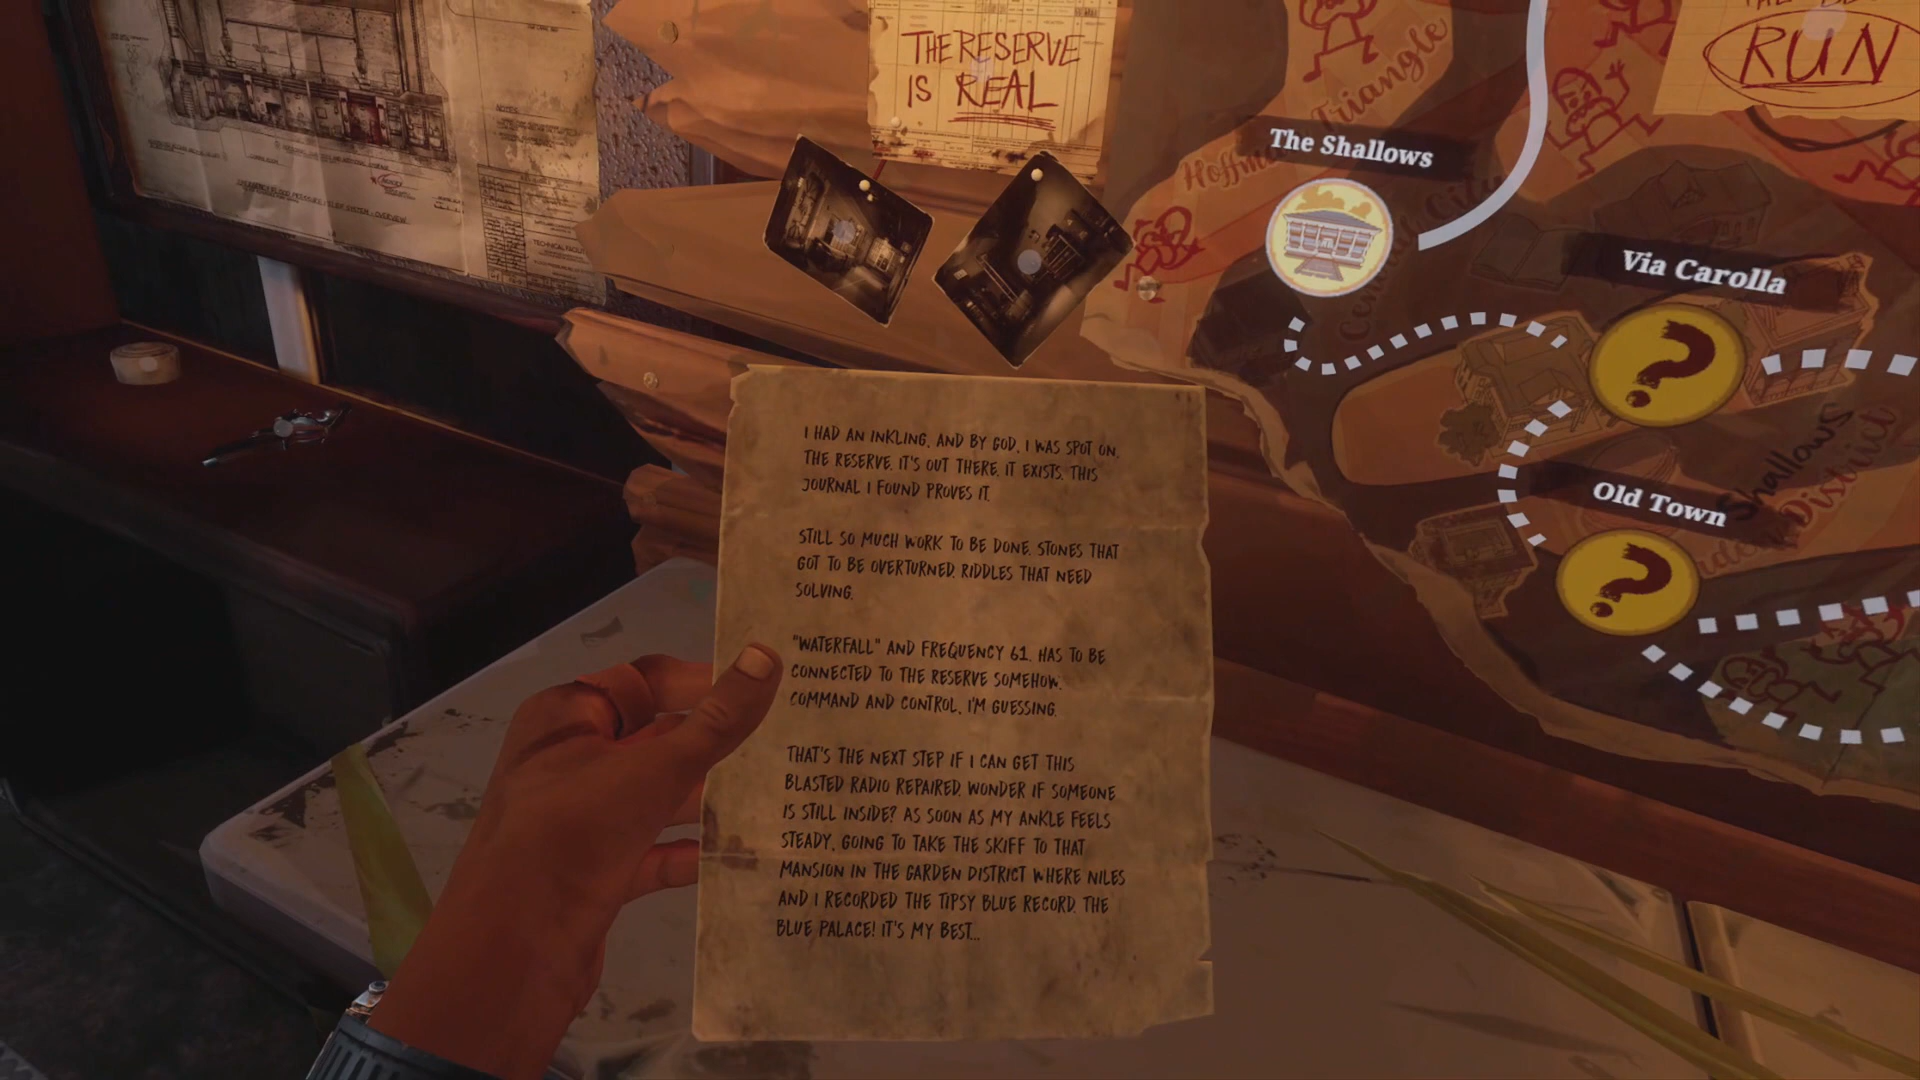 THE RESERVE
IS REAL
RUN
Triangle
The Shallows
Via Carolla
Old Town
Shallows
District
NOTES:
I HAD AN INKLING, AND BY GOD, I WAS SPOT ON.
THE RESERVE. IT'S OUT THERE. IT EXISTS. THIS
JOURNAL I FOUND PROVES IT.
STILL SO MUCH WORK TO BE DONE. STONES THAT
GOT TO BE OVERTURNED. RIDDLES THAT NEED
SOLVING.
"WATERFALL" AND FREQUENCY 61. HAS TO BE
CONNECTED TO THE RESERVE SOMEHOW.
COMMAND AND CONTROL, I'M GUESSING.
THAT'S THE NEXT STEP IF I CAN GET THIS
BLASTED RADIO REPAIRED. WONDER IF SOMEONE
IS STILL INSIDE? AS SOON AS MY ANKLE FEELS
STEADY, GOING TO TAKE THE SKIFF TO THAT
MANSION IN THE GARDEN DISTRICT WHERE NILES
AND I RECORDED THE TIPSY BLUE RECORD. THE
BLUE PALACE! IT'S MY BEST...